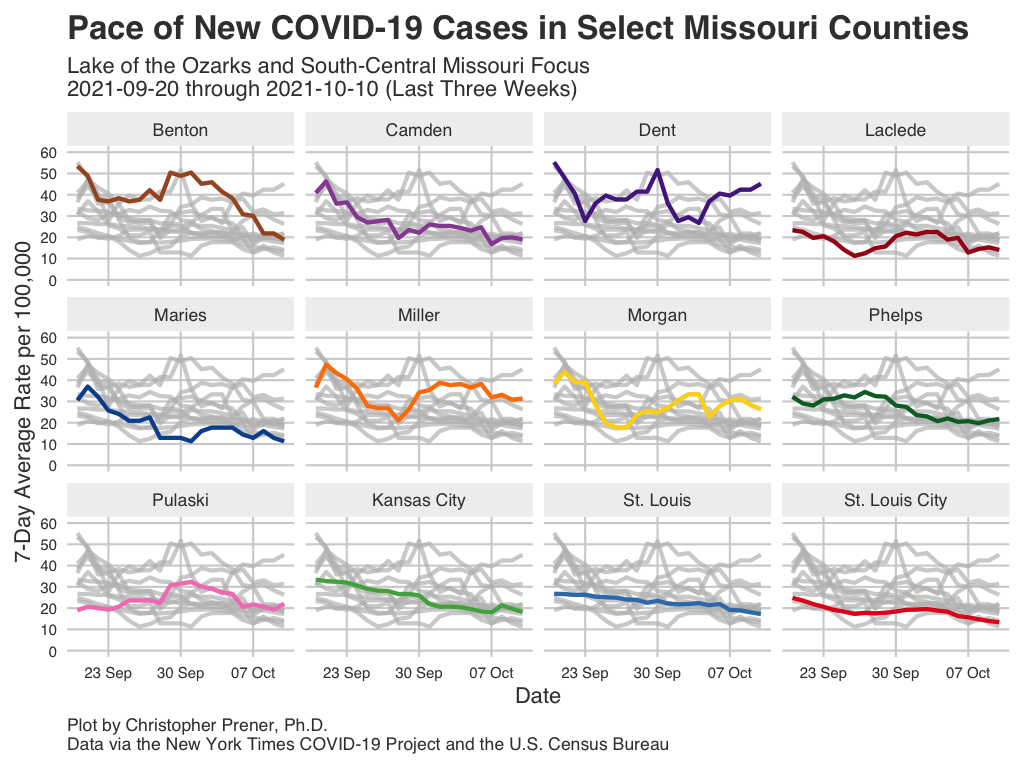 Pace of New COVID-19 Cases in Select Missouri Counties
Lake of the Ozarks and South-Central Missouri Focus
2021-09-20 through 2021-10-10 (Last Three Weeks)
7-Day Average Rate per 100,000
Benton
Camden
Dent
Laclede
60
50
40
30
20
10
0
Maries
Miller
Morgan
Phelps
60
50
40
30
20
10
0
Pulaski
Kansas City
St. Louis
St. Louis City
60
50
40
30
20
10
0
23 Sep 30 Sep 07 Oct
23 Sep 30 Sep 07 Oct
23 Sep 30 Sep 07 Oct
23 Sep 30 Sep 07 Oct
Date
Plot by Christopher Prener, Ph.D.
Data via the New York Times COVID-19 Project and the U.S. Census Bureau